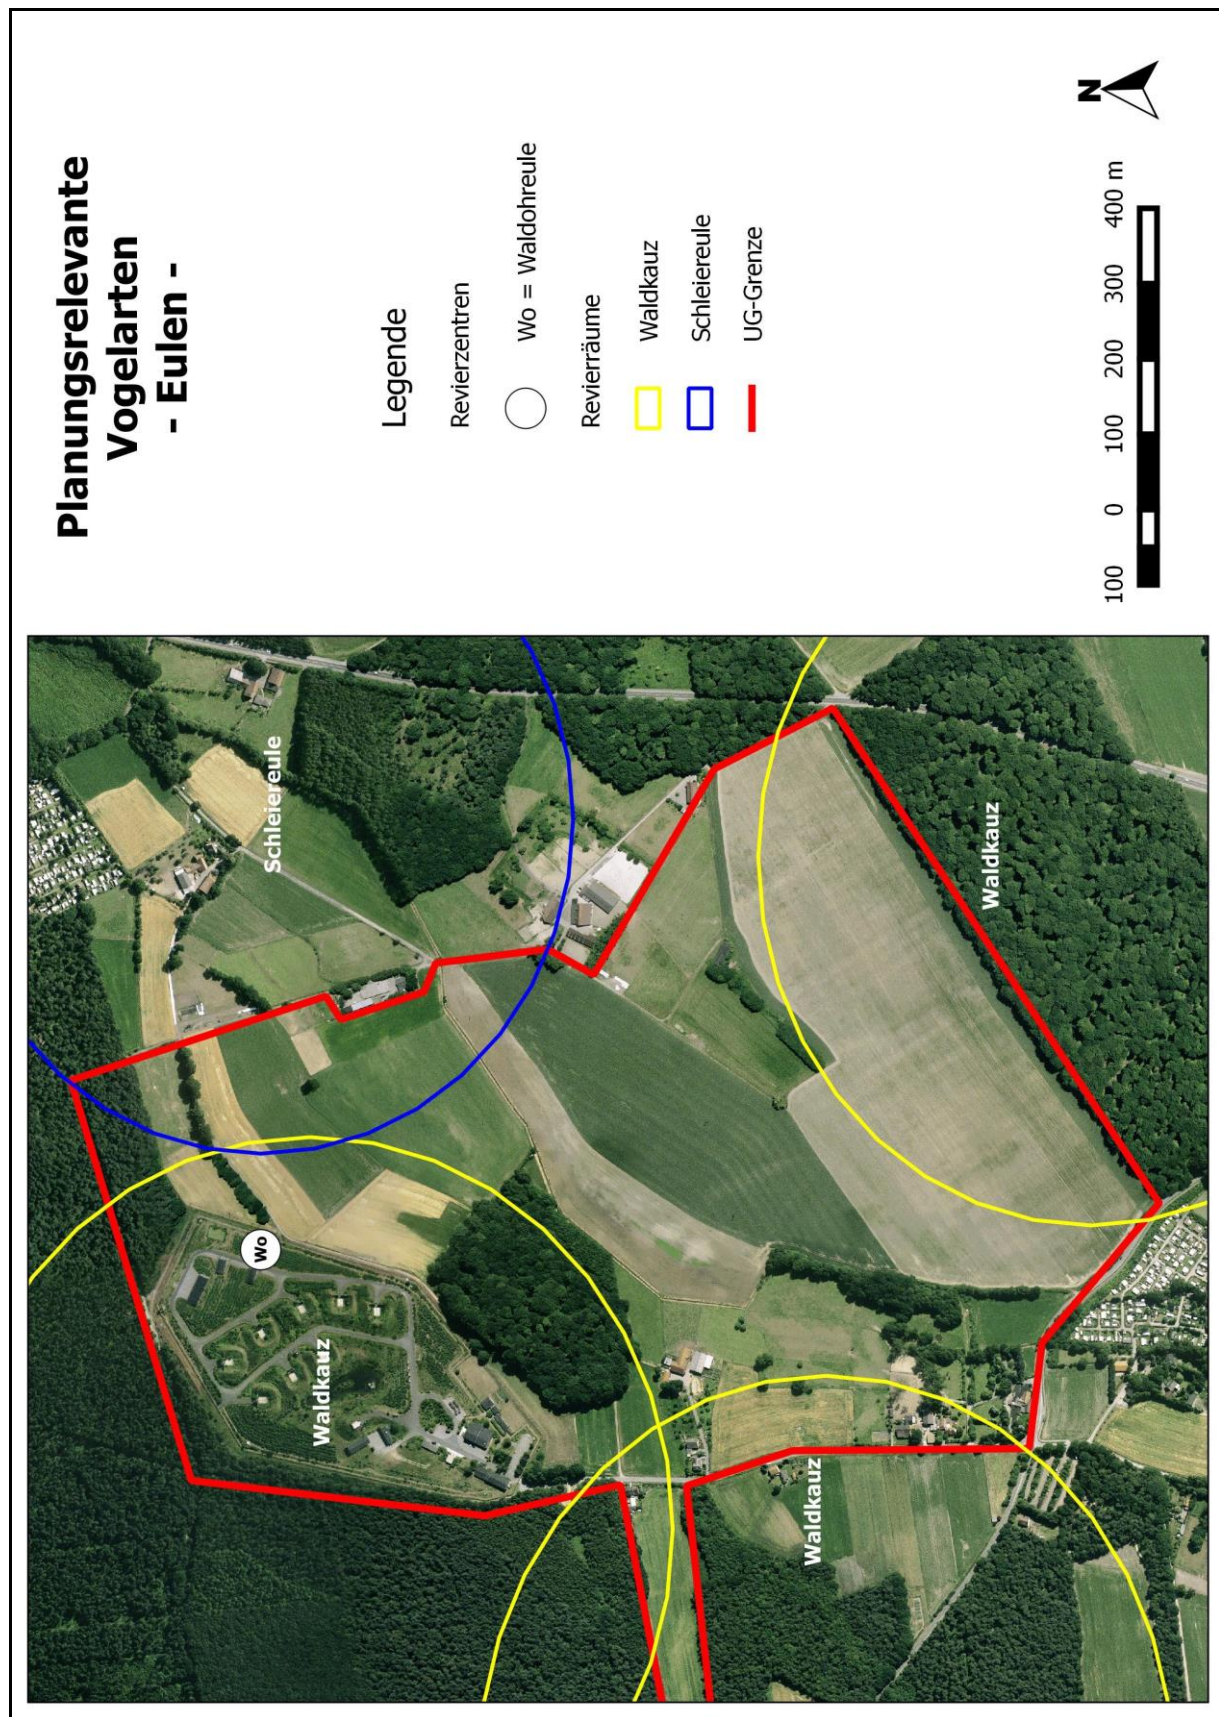 Planungsrelevante
Vogelarten
- Eulen -
Legende
Revierzentren
Wo = Waldohreule
Revierräume
Waldkauz
Schleiereule
UG-Grenze
N
100 0 100 200 300 400 m
Schleiereule
Wo
Waldkauz
Waldkauz
Waldkauz